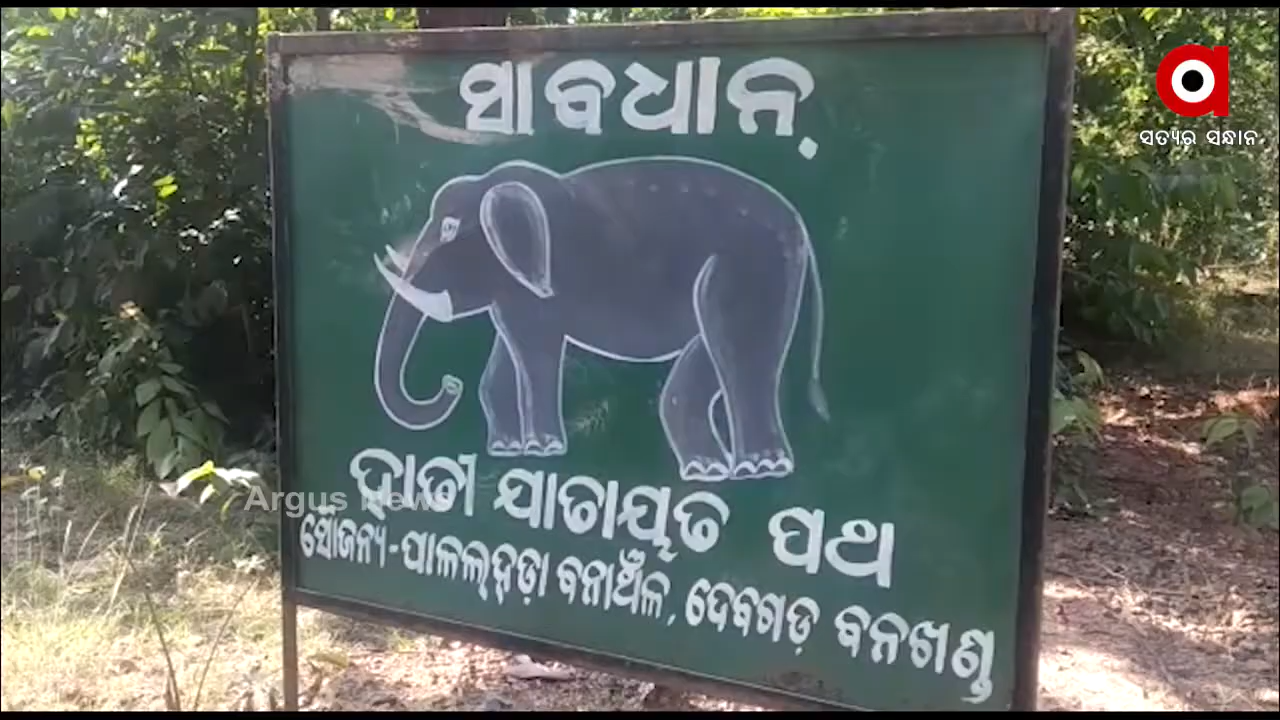 ସାବଧାନ୍
ସତ୍ୟର ସନ୍ଧାନ
ହାତୀ ଯାତାୟତ ପଥ
Argus News
ସୌଜନ୍ୟ-ପାଳଲହଡ଼ା ବନାଞ୍ଚଳ, ଦେବଗଡ଼ ବନଖଣ୍ଡ